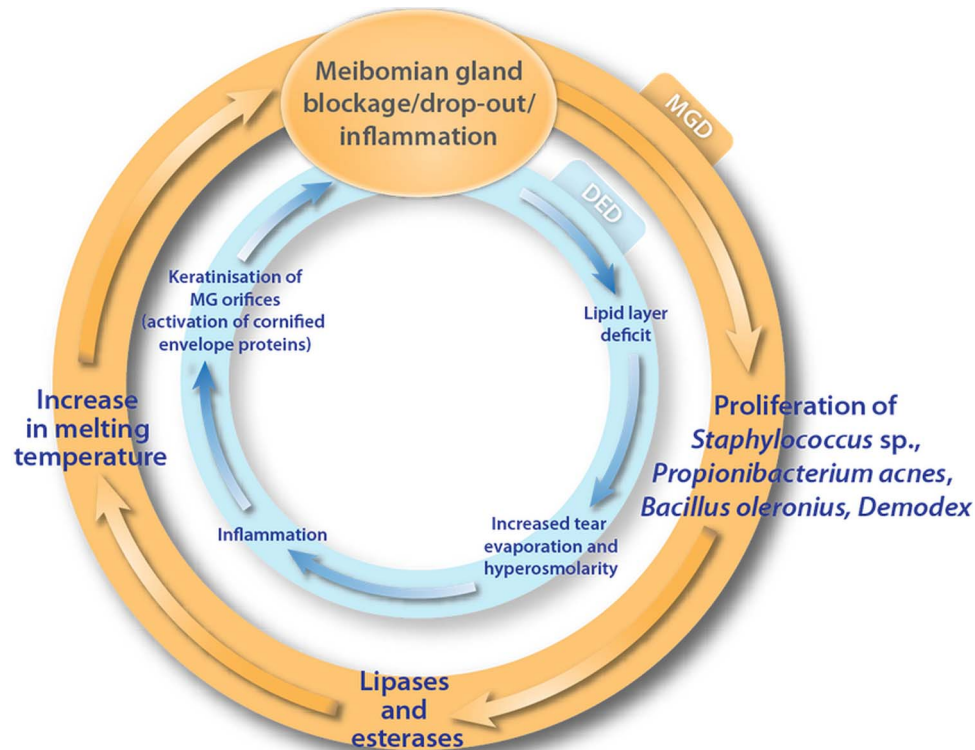 Meibomian gland
blockage/drop-out/
inflammation
MGD
DED
Keratinisation of
MG orifices
(activation of cornified
envelope proteins)
Lipid layer
deficit
Increase
in melting
temperature
Proliferation of
Staphylococcus sp.,
Propionibacterium acnes,
Bacillus oleronius, Demodex
Inflammation
Increased tear
evaporation and
hyperosmolarity
Lipases
and
esterases